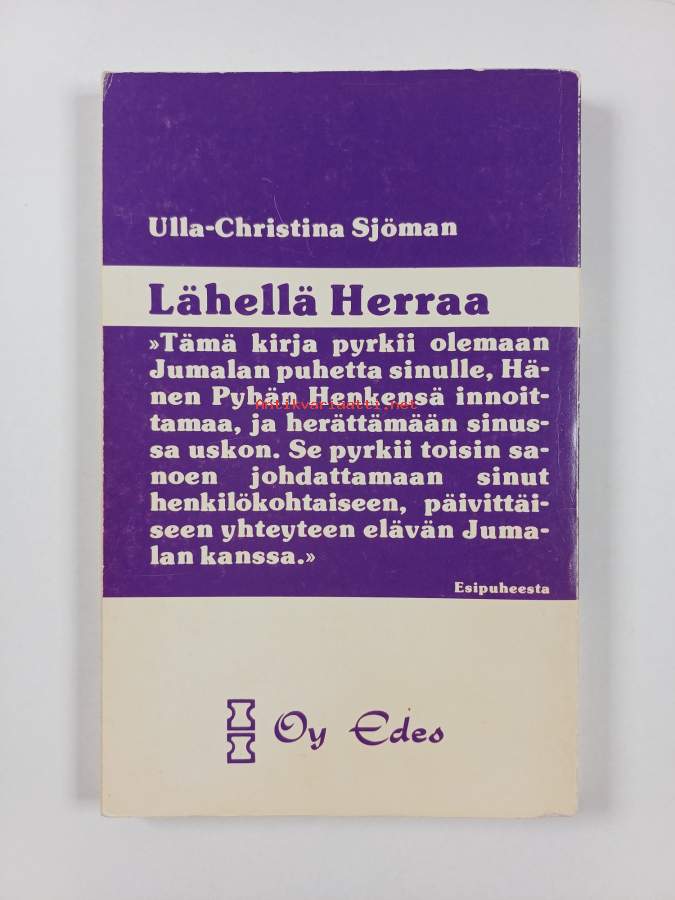 Ulla-Christina Sjöman
Lähellä Herraa
»Tämä kirja pyrkii olemaan
Jumalan puhetta sinulle, Hä-
nen Pyhän Henkensä innoit-
Antikvariaatti.net
tamaa, ja herättämään sinus-
sa uskon. Se pyrkii toisin sa-
noen johdattamaan sinut
henkilökohtaiseen, päivittäi-
seen yhteyteen elävän Juma-
lan kanssa.»
Esipuheesta
Oy Edes